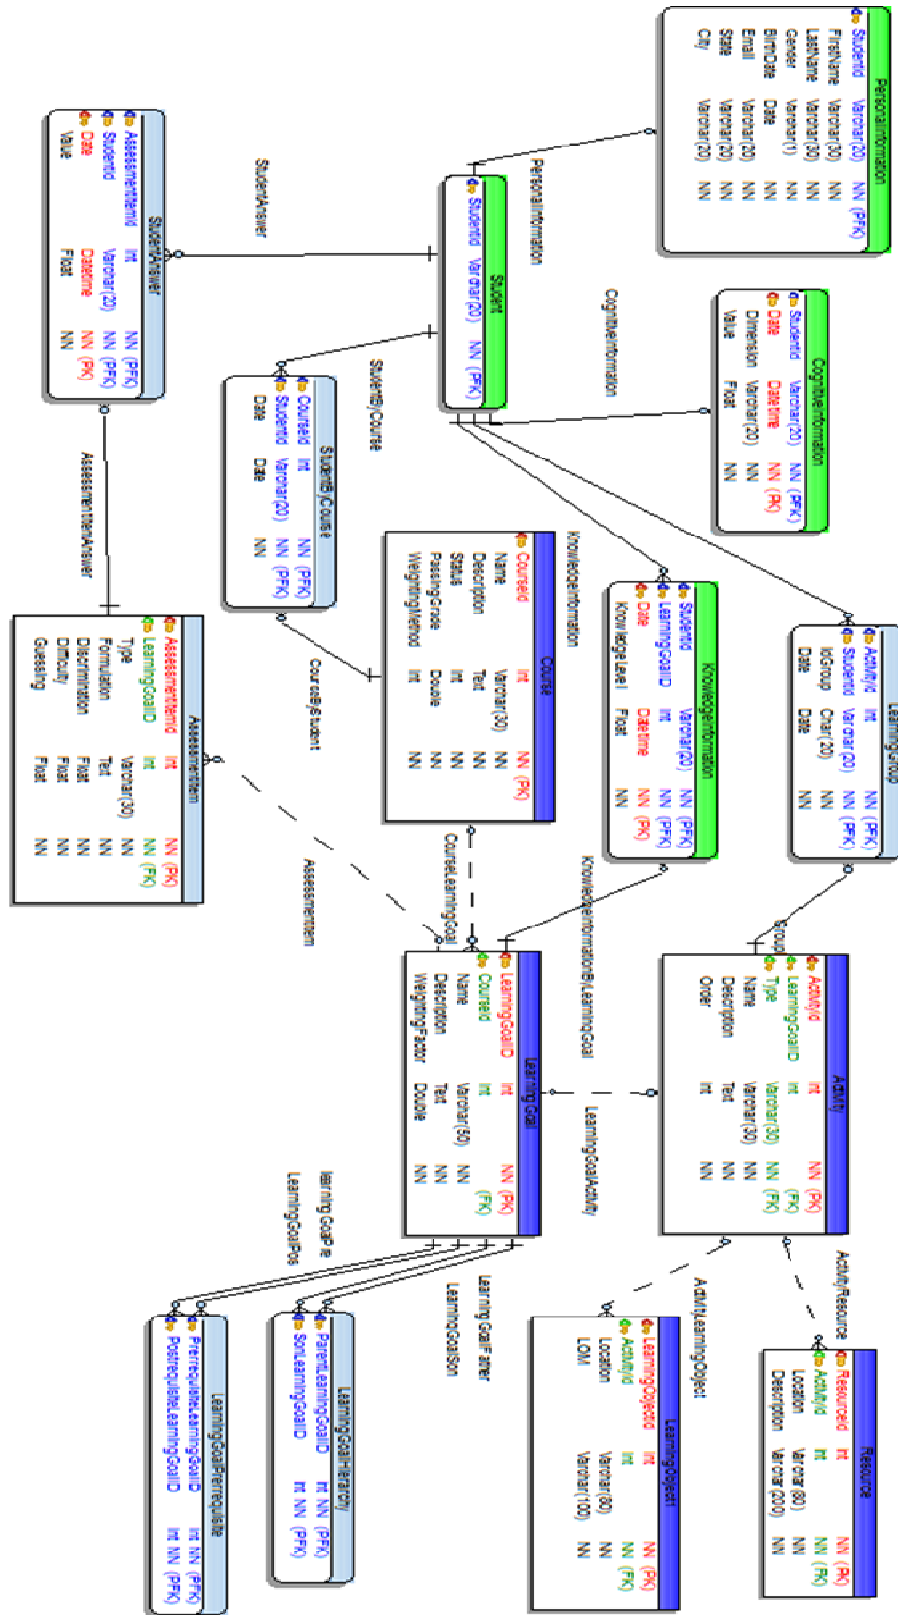 PersonalInformation
StudentId Varchar(20) NN (PFK)
FirstName Varchar(30) NN
LastName Varchar(30) NN
Gender Varchar(1) NN
BirthDate Date NN
Email Varchar(20) NN
State Varchar(20) NN
City Varchar(20) NN
PersonalInformation
Student
StudentId Varchar(20) NN (PFK)
CognitiveInformation
CognitiveInformation
StudentId Varchar(20) NN (PFK)
Date Datetime NN (PK)
Dimension Varchar(20) NN
Value Float NN
StudentAnswer
StudentAnswer
AssessmentItemId Int NN (PFK)
StudentId Varchar(20) NN (PFK)
Date Datetime NN (PK)
Value Float NN
StudentByCourse
StudentByCourse
CourseId Int NN (PFK)
StudentId Varchar(20) NN (PFK)
Date Date NN
AssessmentItemAnswer
CourseByEstudent
KnowledgeInformation
Course
CourseId Int NN (PK)
Name Varchar(30) NN
Description Text NN
Status Int NN
PassingGrade Double NN
WeightingMethod Int NN
KnowledgeInformation
StudentId Varchar(20) NN (PFK)
LearningGoalID Int NN (PFK)
Date Datetime NN (PK)
KnowledgeLevel Float NN
LearningGroup
ActivityId Int NN (PFK)
StudentId Varchar(20) NN (PFK)
IdGroup Char(20) NN
Date Date NN
AssessmentItem
AssessmentItemId Int NN (PK)
LearningGoalID Int NN (FK)
Type Varchar(30) NN
Formulation Text NN
Discrimination Float NN
Difficulty Float NN
Guessing Float NN
AssessmentItem
CourseLearningGoal
KnowledgeInformationByLearningGoal
Group
Learning Goal
LearningGoalID Int NN (PK)
CourseId Int (FK)
Name Varchar(50) NN
Description Text NN
WeightingFactor Double NN
LearningGoalActivity
Activity
ActivityId Int NN (PK)
LearningGoalID Int (FK)
Type Varchar(30) NN (FK)
Name Varchar(30) NN
Description Text NN
Order Int NN
LearningGoalPos
LearningGoalFather
LearningGoalSon
ActivityLearningObject
ActivityResource
LearningGoalPrerrequisite
PrerrequisiteLearningGoalID Int NN (PFK)
PostrequisiteLearningGoalID Int NN (PFK)
LearningGoalHierarchy
ParentLearningGoalID Int NN (PFK)
SonLearningGoalID Int NN (PFK)
LearningObject1
LearningObjectId Int NN (PK)
ActivityId Int NN (FK)
Location Varchar(60) NN
LOM Varchar(100) NN
Resource
ResourceId Int NN (PK)
ActivityId Int NN (FK)
Location Varchar(60) NN
Description Varchar(200) NN